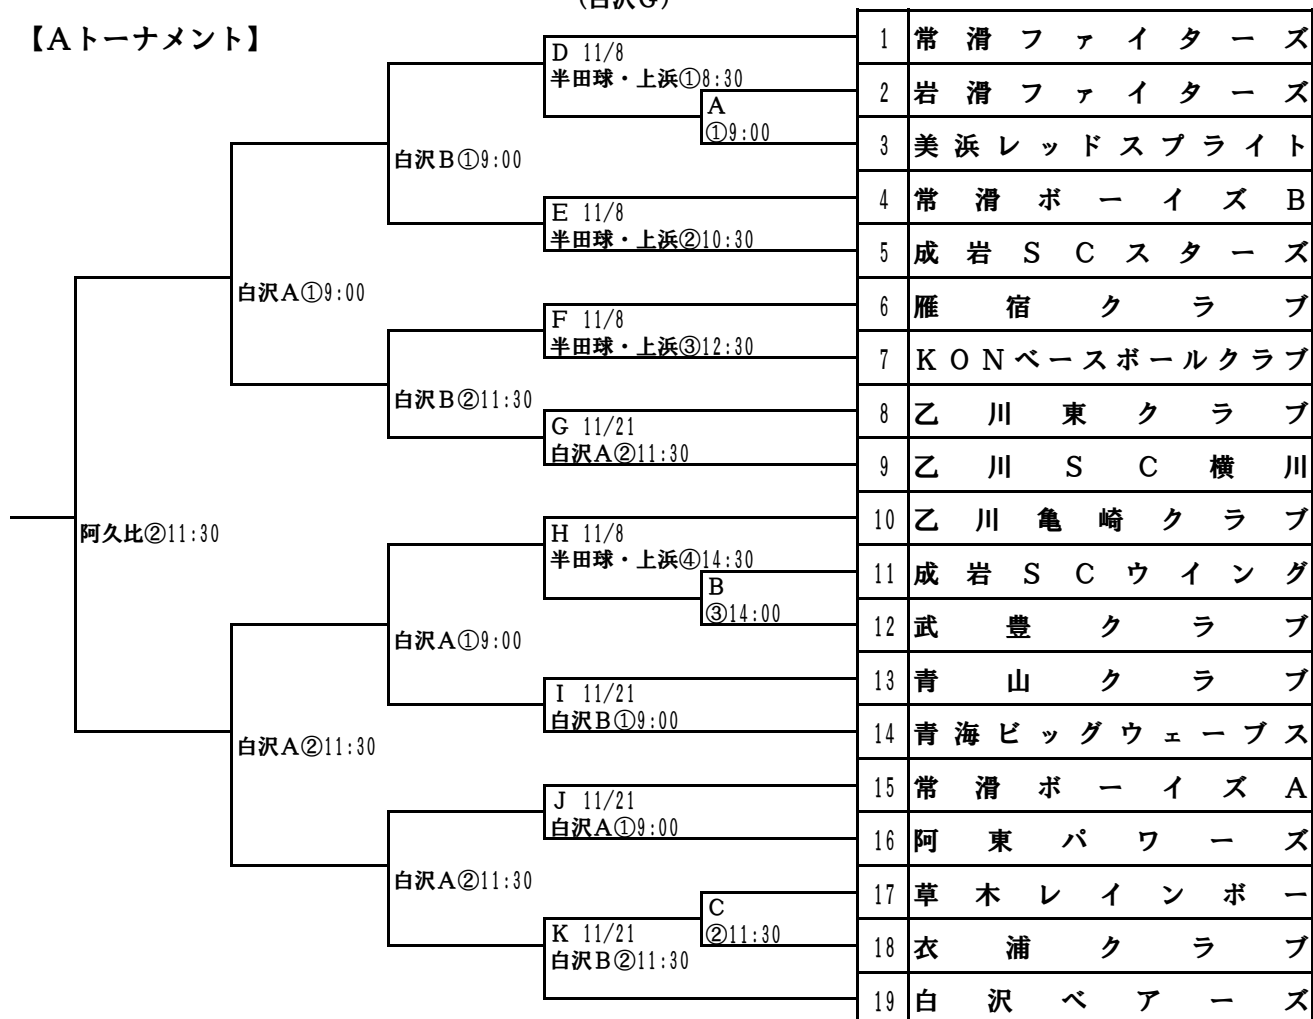 (白沢G)
【Aトーナメント】
1 常滑ファイターズ
D 11/8
半田球・上浜①8:30
2 岩滑ファイターズ
A
①9:00
3 美浜レッドスプライト
白沢B①9:00
4 常滑ボーイズB
E 11/8
半田球・上浜②10:30
5 成岩SCスターズ
白沢A①9:00
6 雁宿クラブ
F 11/8
半田球・上浜③12:30
7 KONベースボールクラブ
白沢B②11:30
8 乙川東クラブ
G 11/21
白沢A②11:30
9 乙川SC横川
阿久比②11:30
10 乙川亀崎クラブ
H 11/8
半田球・上浜④14:30
11 成岩SCウイング
B
③14:00
12 武豊クラブ
白沢A①9:00
13 青山クラブ
I 11/21
白沢B①9:00
14 青海ビッグウェーブス
白沢A②11:30
15 常滑ボーイズA
J 11/21
白沢A①9:00
16 阿東パワーズ
白沢A②11:30
17 草木レインボー
C
②11:30
K 11/21
白沢B②11:30
18 衣浦クラブ
19 白沢ベアーズ